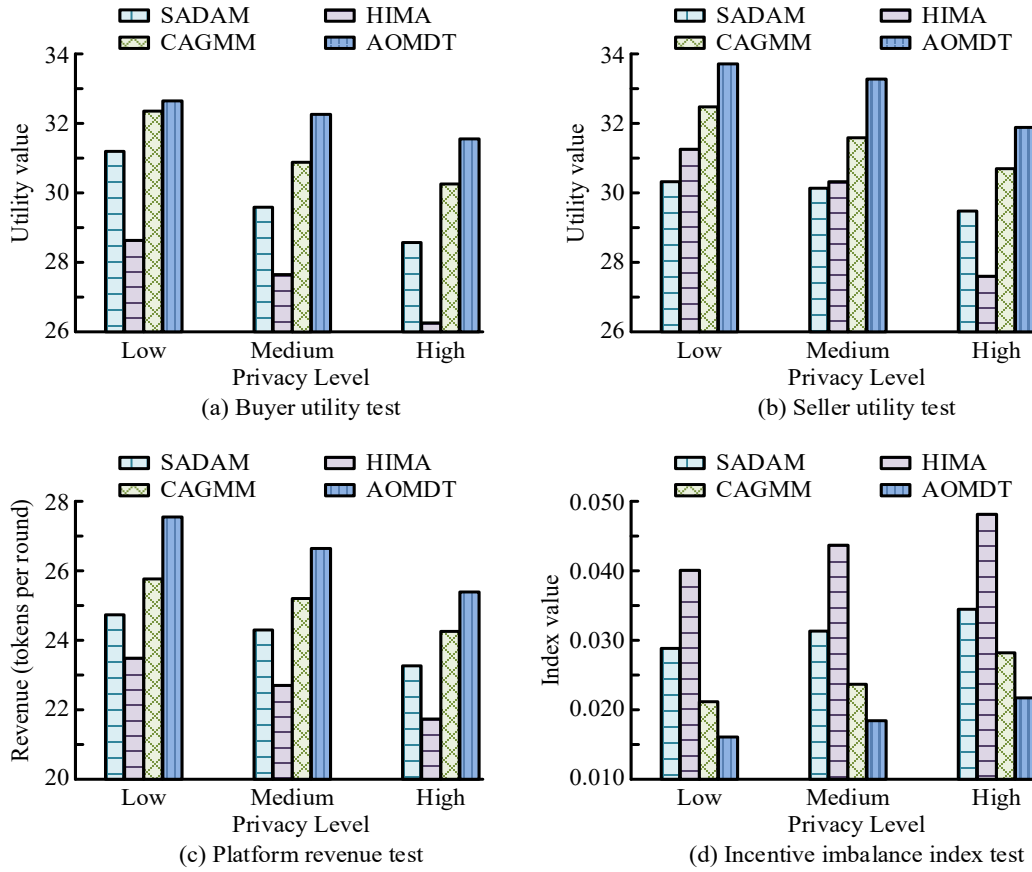 SADAM HIMA
CAGMM AOMDT
Utility value
34
32
30
28
26
Low Medium High
Privacy Level
(a) Buyer utility test
SADAM HIMA
CAGMM AOMDT
Utility value
34
32
30
28
26
Low Medium High
Privacy Level
(b) Seller utility test
SADAM HIMA
CAGMM AOMDT
Revenue (tokens per round)
28
26
24
22
20
Low Medium High
Privacy Level
(c) Platform revenue test
SADAM HIMA
CAGMM AOMDT
Index value
0.050
0.040
0.030
0.020
0.010
Low Medium High
Privacy Level
(d) Incentive imbalance index test